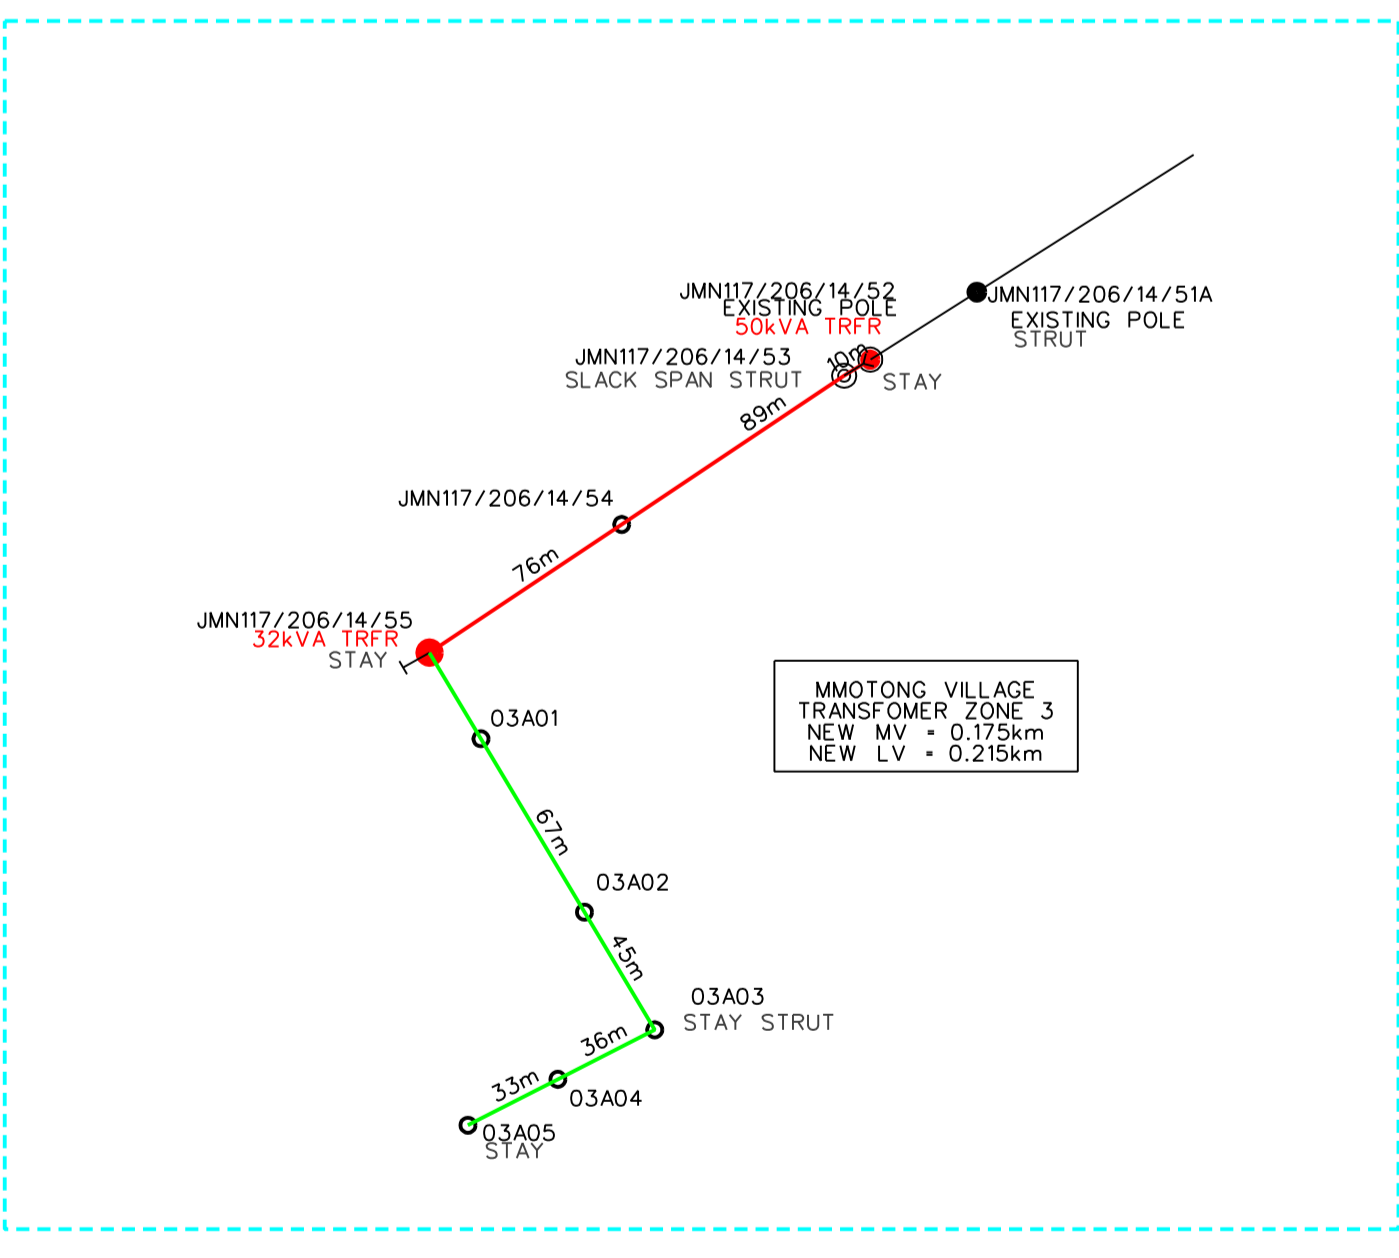 JMN117/206/14/52
EXISTING POLE
50kVA TRFR
JMN117/206/14/51A
EXISTING POLE
STRUT
10m
JMN117/206/14/53
SLACK SPAN STRUT
STAY
89m
JMN117/206/14/54
76m
JMN117/206/14/55
32kVA TRFR
STAY
MMOTONG VILLAGE
TRANSFOMER ZONE 3
NEW MV = 0.175km
NEW LV = 0.215km
03A01
67m
03A02
45m
03A03
STAY STRUT
36m
33m
03A04
03A05
STAY